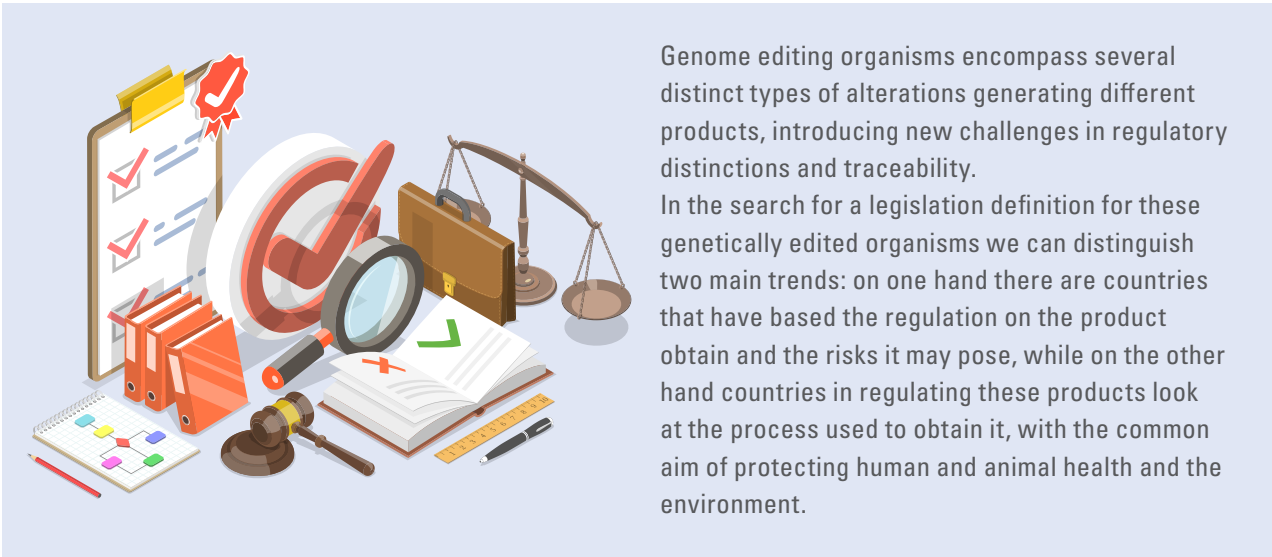 Genome editing organisms encompass several
distinct types of alterations generating different
products, introducing new challenges in regulatory
distinctions and traceability.
In the search for a legislation definition for these
genetically edited organisms we can distinguish
two main trends: on one hand there are countries
that have based the regulation on the product
obtain and the risks it may pose, while on the other
hand countries in regulating these products look
at the process used to obtain it, with the common
aim of protecting human and animal health and the
environment.